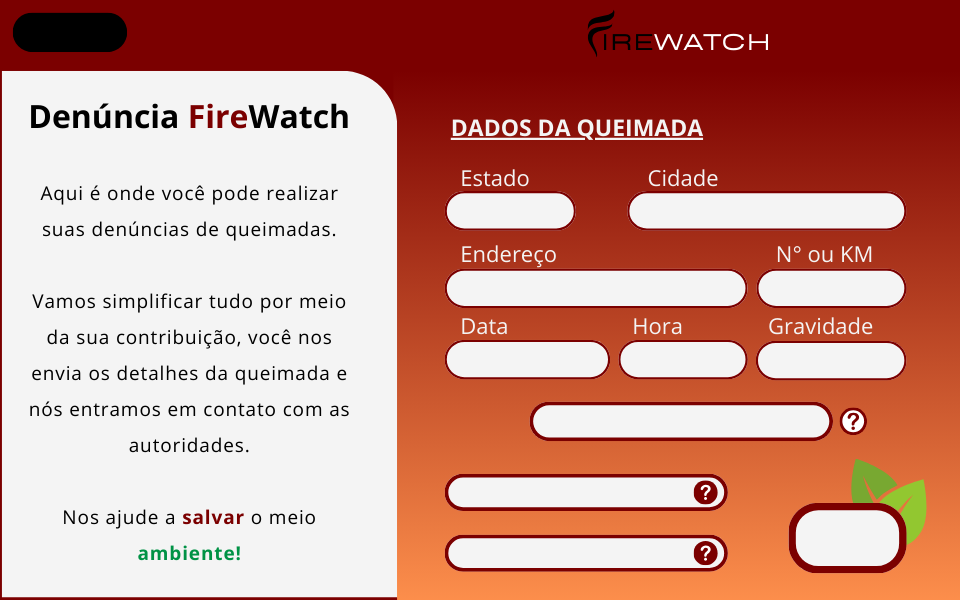 FIREWATCH
Denúncia FireWatch
Aqui é onde você pode realizar
suas denúncias de queimadas.
Vamos simplificar tudo por meio
da sua contribuição, você nos
envia os detalhes da queimada e
nós entramos em contato com as
autoridades.
Nos ajude a salvar o meio
ambiente!
DADOS DA QUEIMADA
Estado
Cidade
Endereço
N° ou KM
Data
Hora
Gravidade
?
?
?